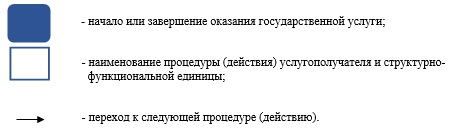 - начало или завершение оказания государственной услуги;
- наименование процедуры (действия) услугополучателя и структурно-
функциональной единицы;
- переход к следующей процедуре (действию).